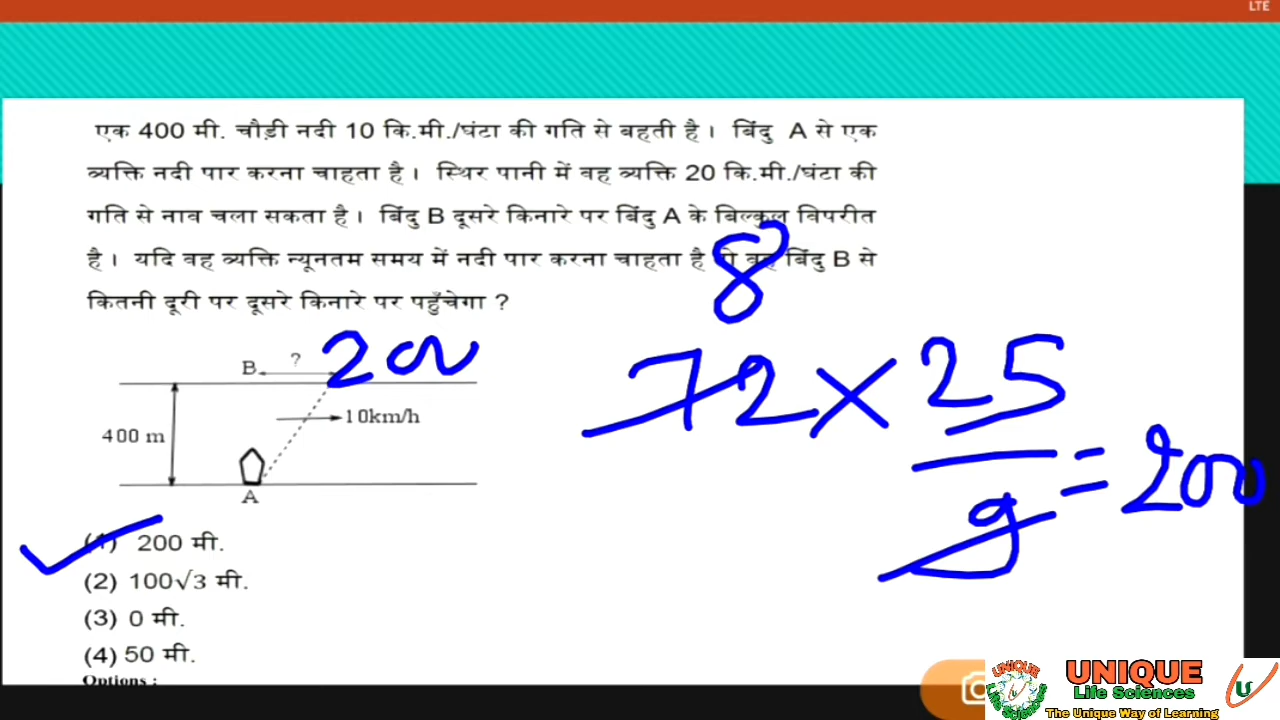 LTE
एक 400 मी. चौड़ी नदी 10 कि.मी./घंटा की गति से बहती है। बिंदु A से एक
व्यक्ति नदी पार करना चाहता है। स्थिर पानी में वह व्यक्ति 20 कि.मी./घंटा की
गति से नाव चला सकता है। बिंदु B दूसरे किनारे पर बिंदु A के बिल्कुल विपरीत
है। यदि वह व्यक्ति न्यूनतम समय में नदी पार करना चाहता है तो वह बिंदु B से
कितनी दूरी पर दूसरे किनारे पर पहुँचेगा ?
8
72 × 25
9
= 200
B ? 200
10km/h
400 m
A
(1) 200 मी.
(2) 100√3 मी.
(3) 0 मी.
(4) 50 मी.
Options :
UNIQUE
Life Sciences
The Unique Way of Learning